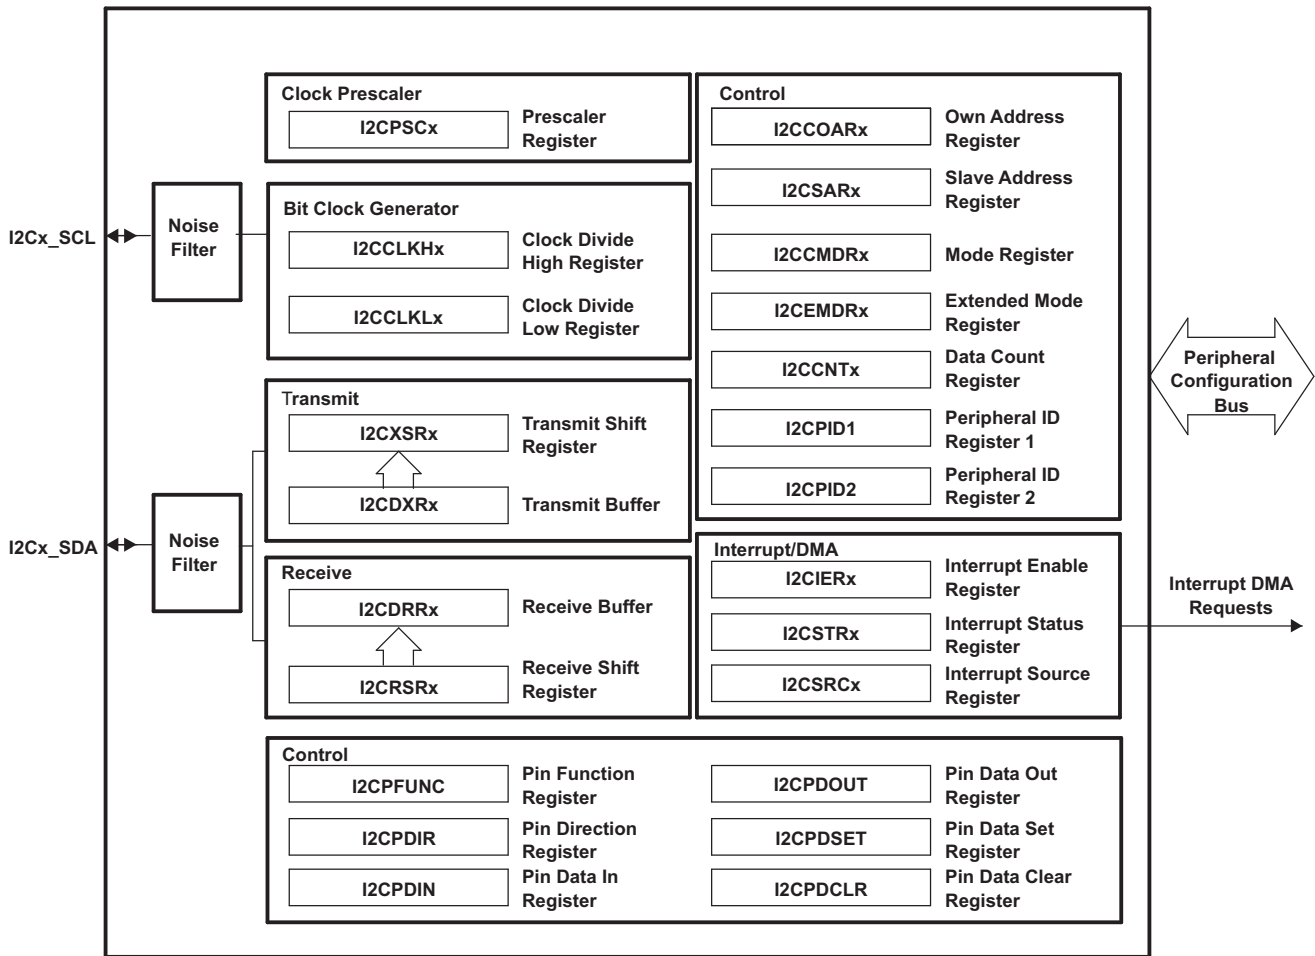 Clock Prescaler
I2CPSCx
Prescaler
Register
Control
I2CCOARx
Own Address
Register
I2CSARx
Slave Address
Register
I2CCMDRx
Mode Register
I2CEMDRx
Extended Mode
Register
I2CCNTx
Data Count
Register
I2CPID1
Peripheral ID
Register 1
I2CPID2
Peripheral ID
Register 2
I2Cx_SCL
Noise
Filter
Bit Clock Generator
I2CCLKHx
Clock Divide
High Register
I2CCLKLx
Clock Divide
Low Register
Peripheral
Configuration
Bus
Transmit
I2CXSRx
Transmit Shift
Register
I2CDXRx
Transmit Buffer
I2Cx_SDA
Noise
Filter
Receive
I2CDRRx
Receive Buffer
I2CRSRx
Receive Shift
Register
Interrupt/DMA
I2CIERx
Interrupt Enable
Register
I2CSTRx
Interrupt Status
Register
I2CSRCx
Interrupt Source
Register
Interrupt DMA
Requests
Control
I2CPFUNC
Pin Function
Register
I2CPDIR
Pin Direction
Register
I2CPDIN
Pin Data In
Register
I2CPDOUT
Pin Data Out
Register
I2CPDSET
Pin Data Set
Register
I2CPDCLR
Pin Data Clear
Register